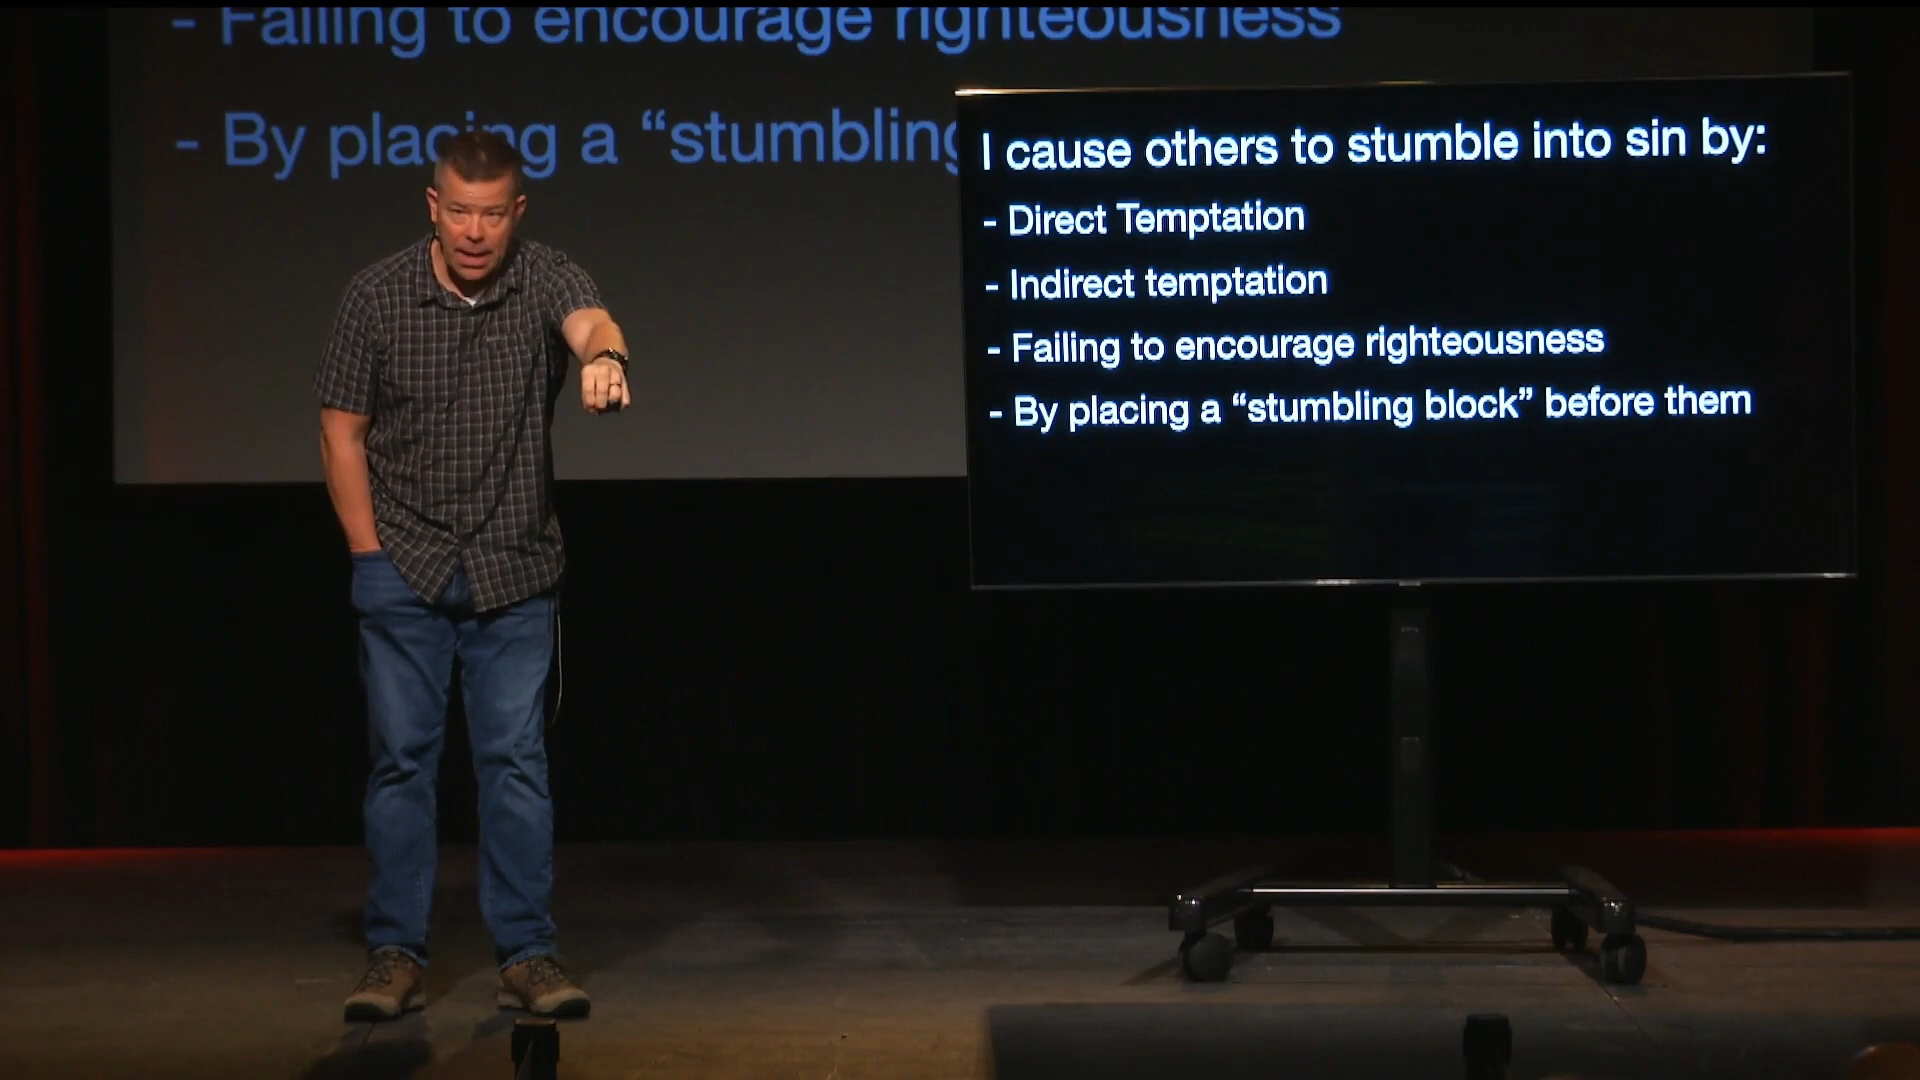 - Failing to encourage righteousness
- By placing a “stumbling
I cause others to stumble into sin by:
- Direct Temptation
- Indirect temptation
- Failing to encourage righteousness
- By placing a “stumbling block” before them